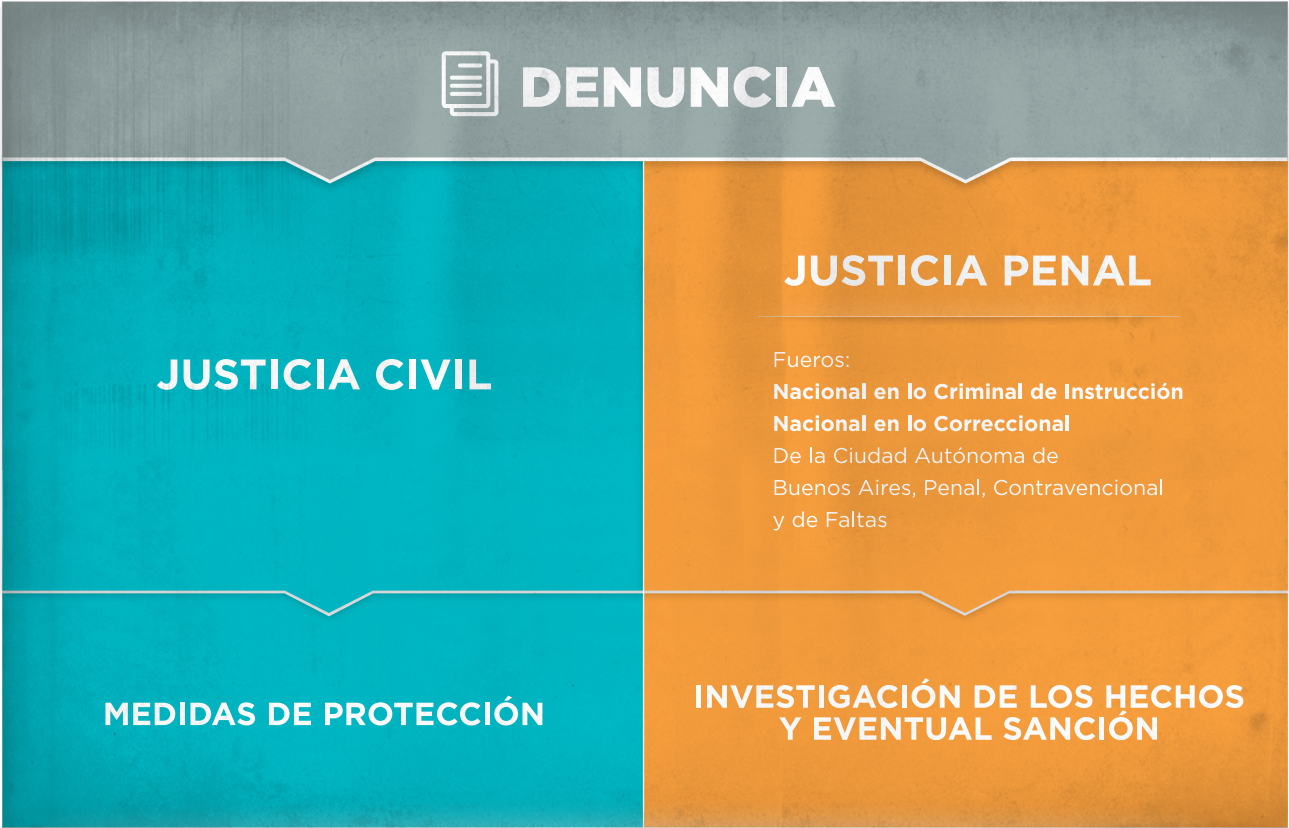 DENUNCIA
JUSTICIA CIVIL
MEDIDAS DE PROTECCIÓN
JUSTICIA PENAL
Fueros:
Nacional en lo Criminal de Instrucción
Nacional en lo Correccional
De la Ciudad Autónoma de
Buenos Aires, Penal, Contravencional
y de Faltas
INVESTIGACIÓN DE LOS HECHOS
Y EVENTUAL SANCIÓN